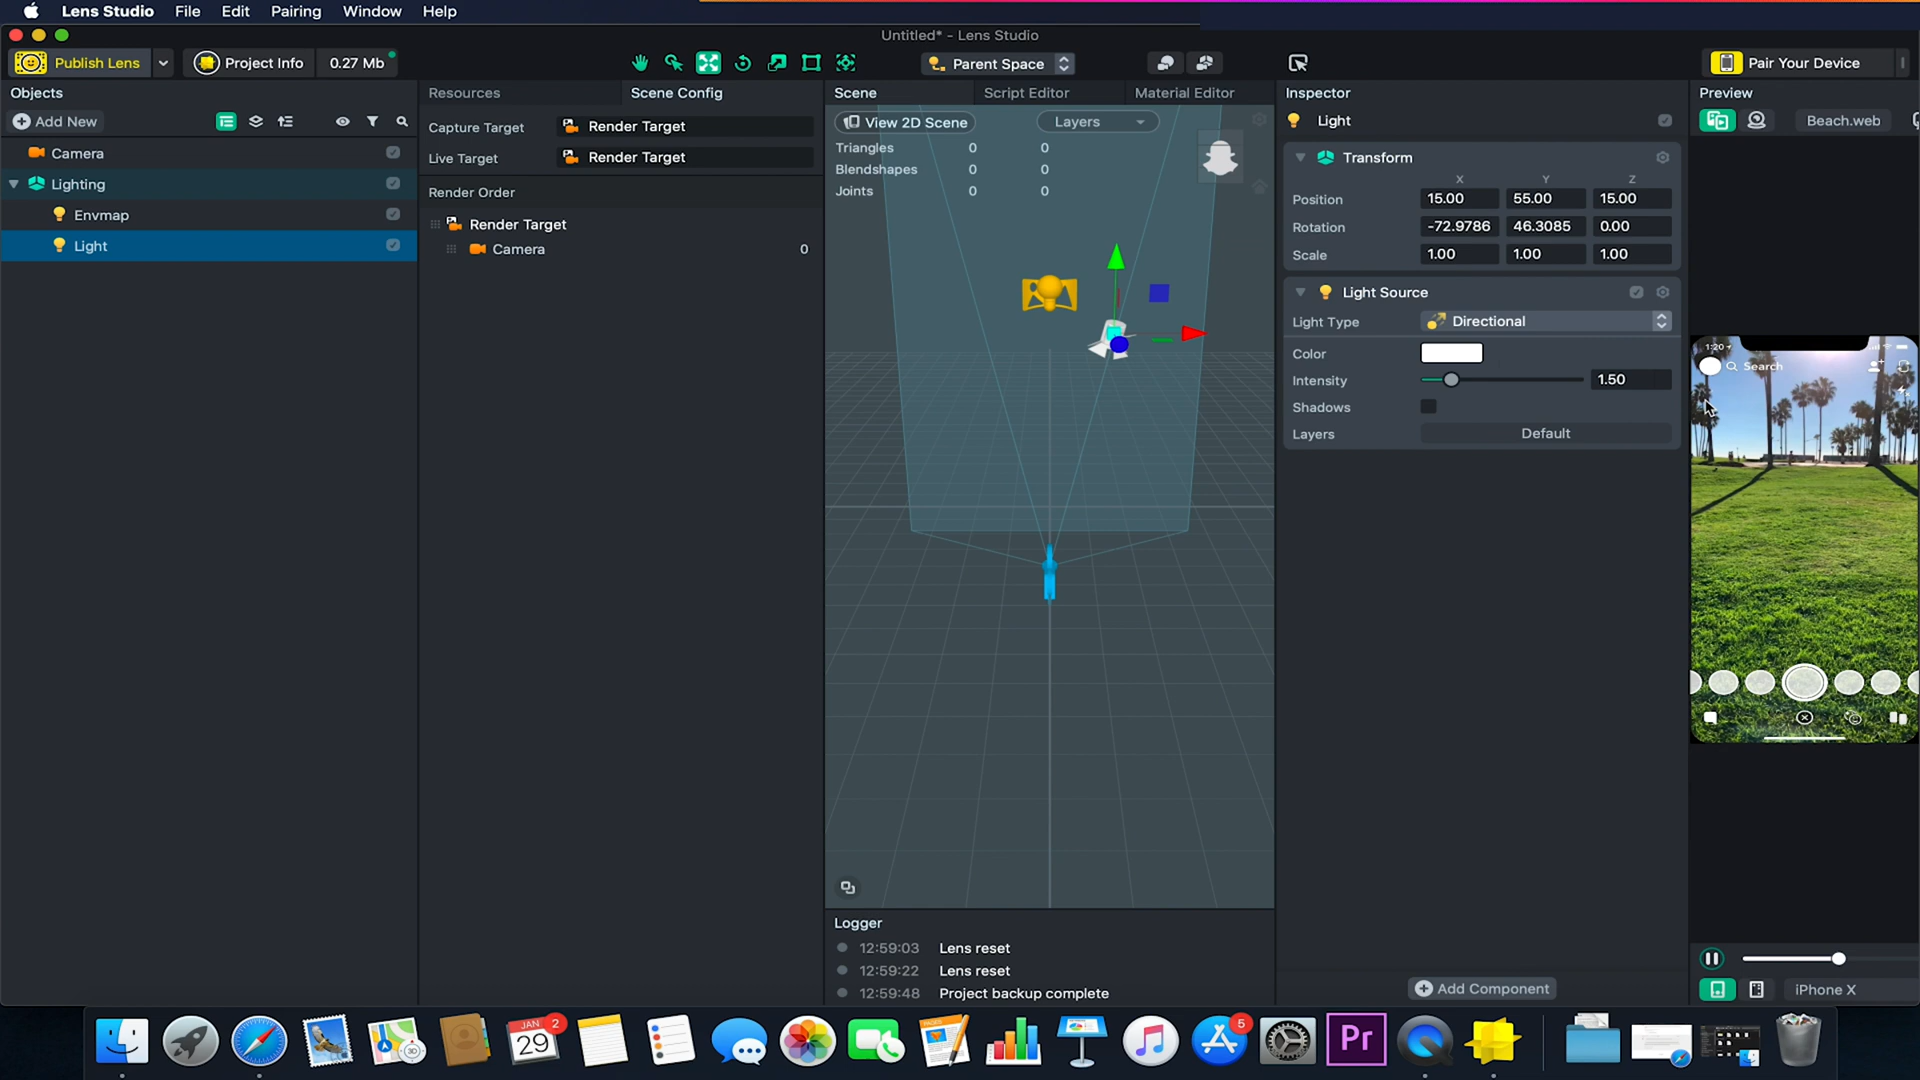 Lens Studio File Edit Pairing Window Help
Untitled* - Lens Studio
Publish Lens Project Info 0.27 Mb Parent Space Pair Your Device
Objects
Add New
Camera
Lighting
Envmap
Light
Resources Scene Config
Capture Target Render Target
Live Target Render Target
Render Order
Render Target
Camera 0
Scene Script Editor Material Editor
View 2D Scene Layers
Triangles 0 0
Blendshapes 0 0
Joints 0 0
Logger
12:59:03 Lens reset
12:59:22 Lens reset
12:59:48 Project backup complete
Inspector
Light
Transform
X Y Z
Position 15.00 55.00 15.00
Rotation -72.9786 46.3085 0.00
Scale 1.00 1.00 1.00
Light Source
Light Type Directional
Color
Intensity 1.50
Shadows
Layers Default
Add Component
Preview
Beach.web
1:20
Search
iPhone X
JAN 2
29
3D
PAGES
5
Pr